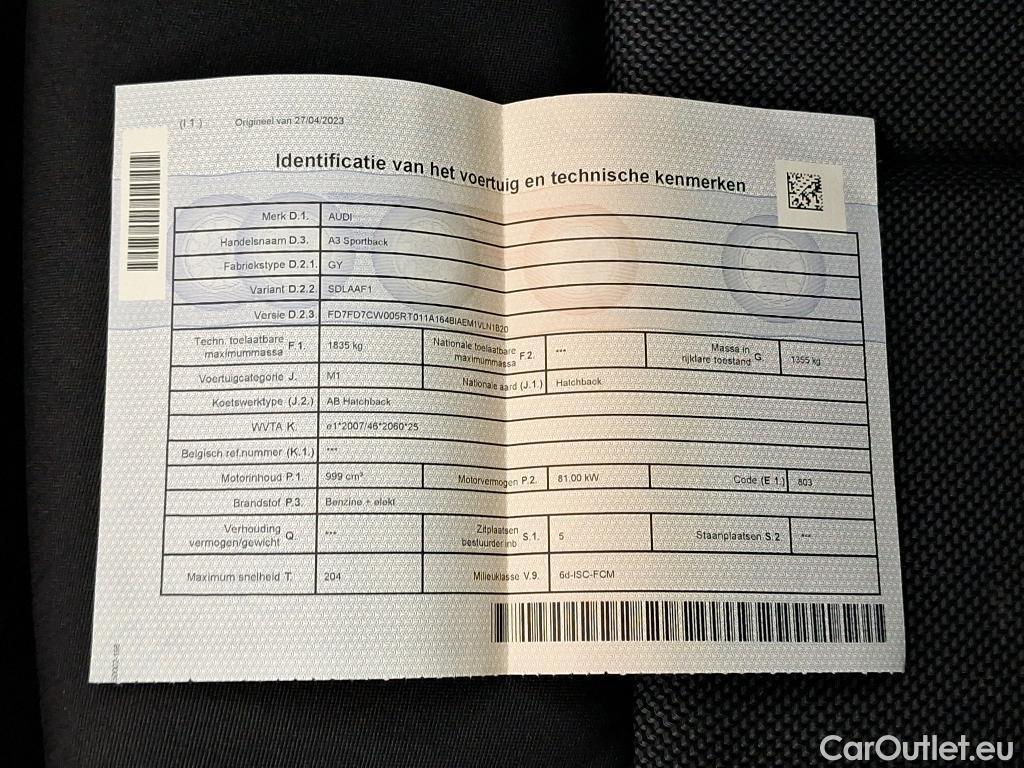 (I.1.) Origineel van 27/04/2023
Identificatie van het voertuig en technische kenmerken
Merk D.1. AUDI
Handelsnaam D.3. A3 Sportback
Fabriekstype D.2.1. GY
Variant D.2.2. SDLAAF1
Versie D.2.3. FD7FD7CW005RT011A164BIAEM1VLN1B20
Techn. toelaatbare maximummassa F.1. 1835 kg Nationale toelaatbare maximummassa F.2. *** Massa in rijklare toestand G. 1355 kg
Voertuigcategorie J. M1 Nationale aard (J.1.) Hatchback
Koetswerktype (J.2.) AB Hatchback
WVTA K. e1*2007/46*2060*25
Belgisch ref.nummer (K.1.) ***
Motorinhoud P.1. 999 cm³ Motorvermogen P.2. 81,00 kW Code (E.1.) 803
Brandstof P.3. Benzine + elekt
Verhouding vermogen/gewicht Q. *** Zitplaatsen bestuurder inb S.1. 5 Staanplaatsen S.2 ***
Maximum snelheid T. 204 Milieuklasse V.9. 6d-ISC-FCM
CarOutlet.eu